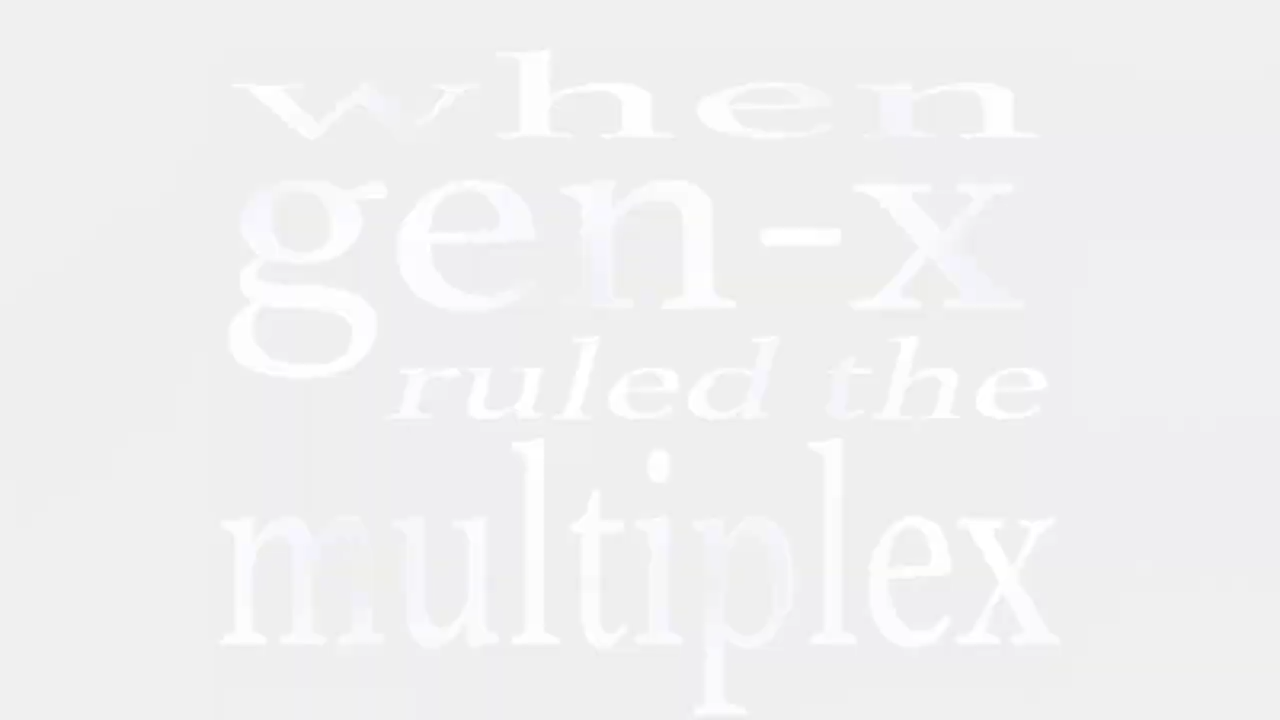 when
gen-x
ruled the
multiplex